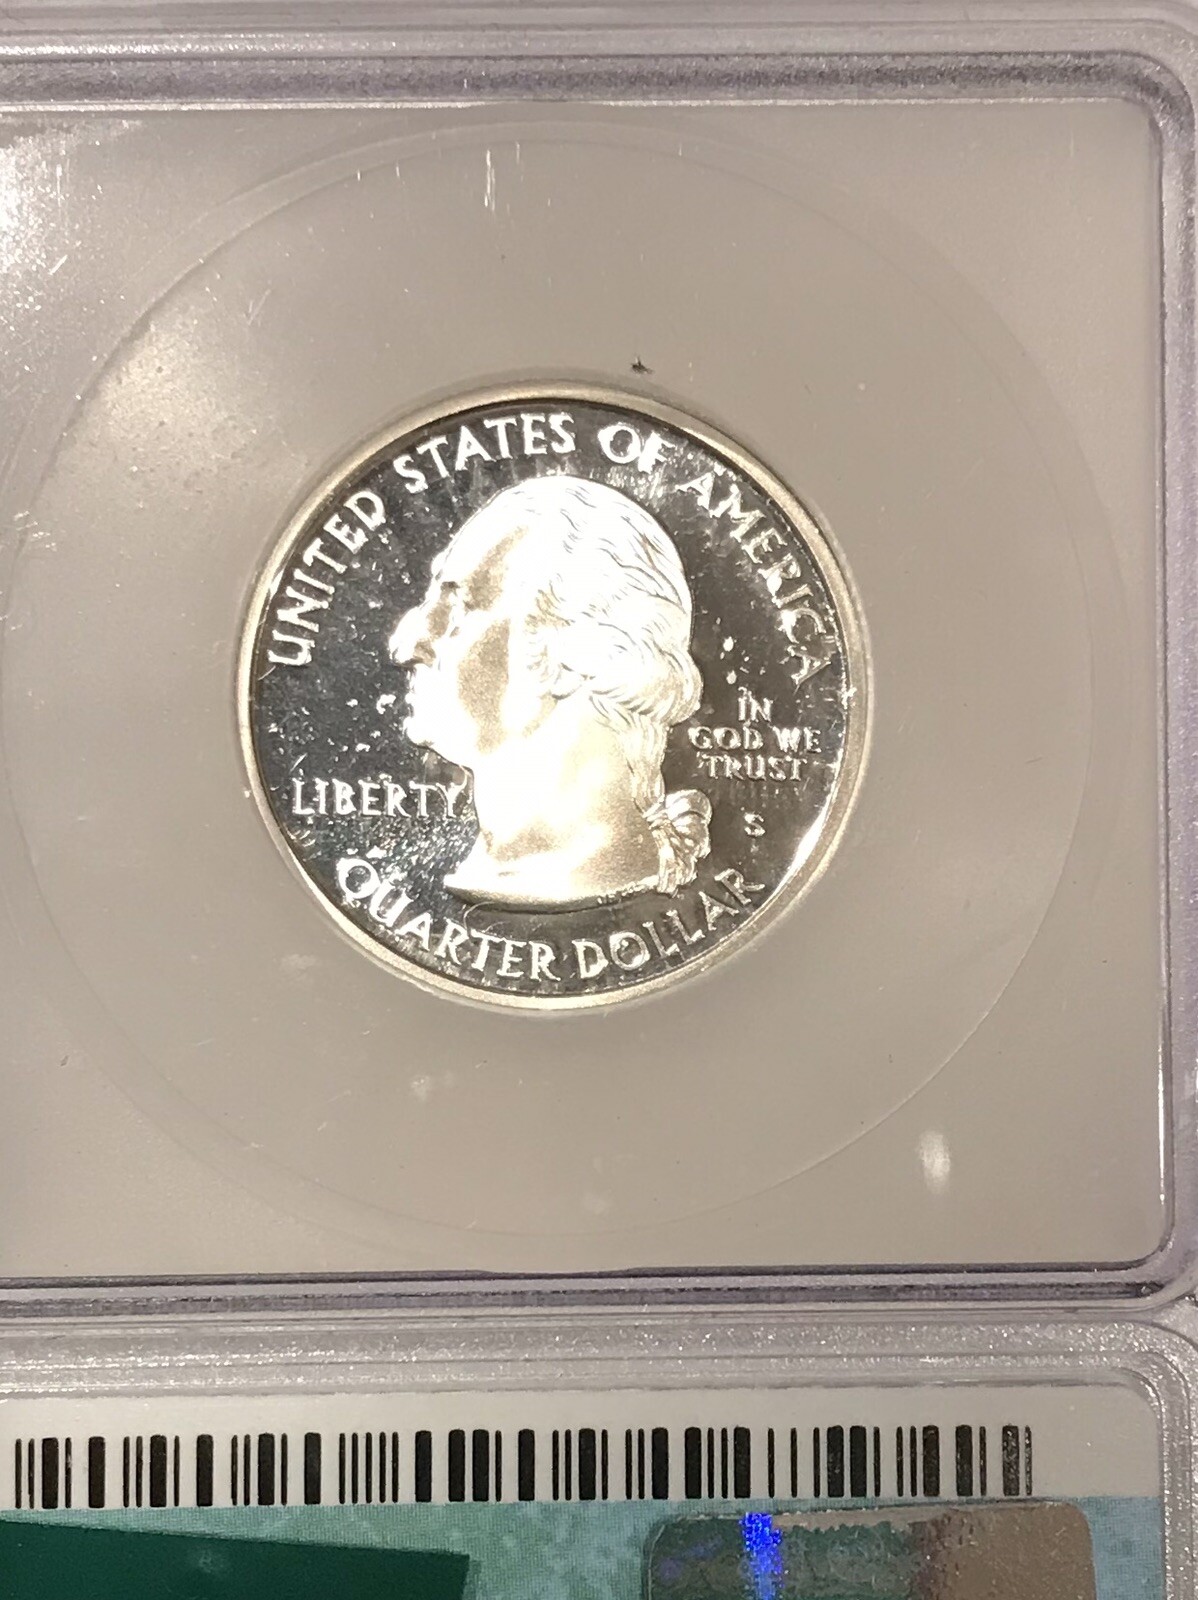 UNITED STATES OF AMERICA
LIBERTY
IN
GOD WE
TRUST
S
QUARTER DOLLAR